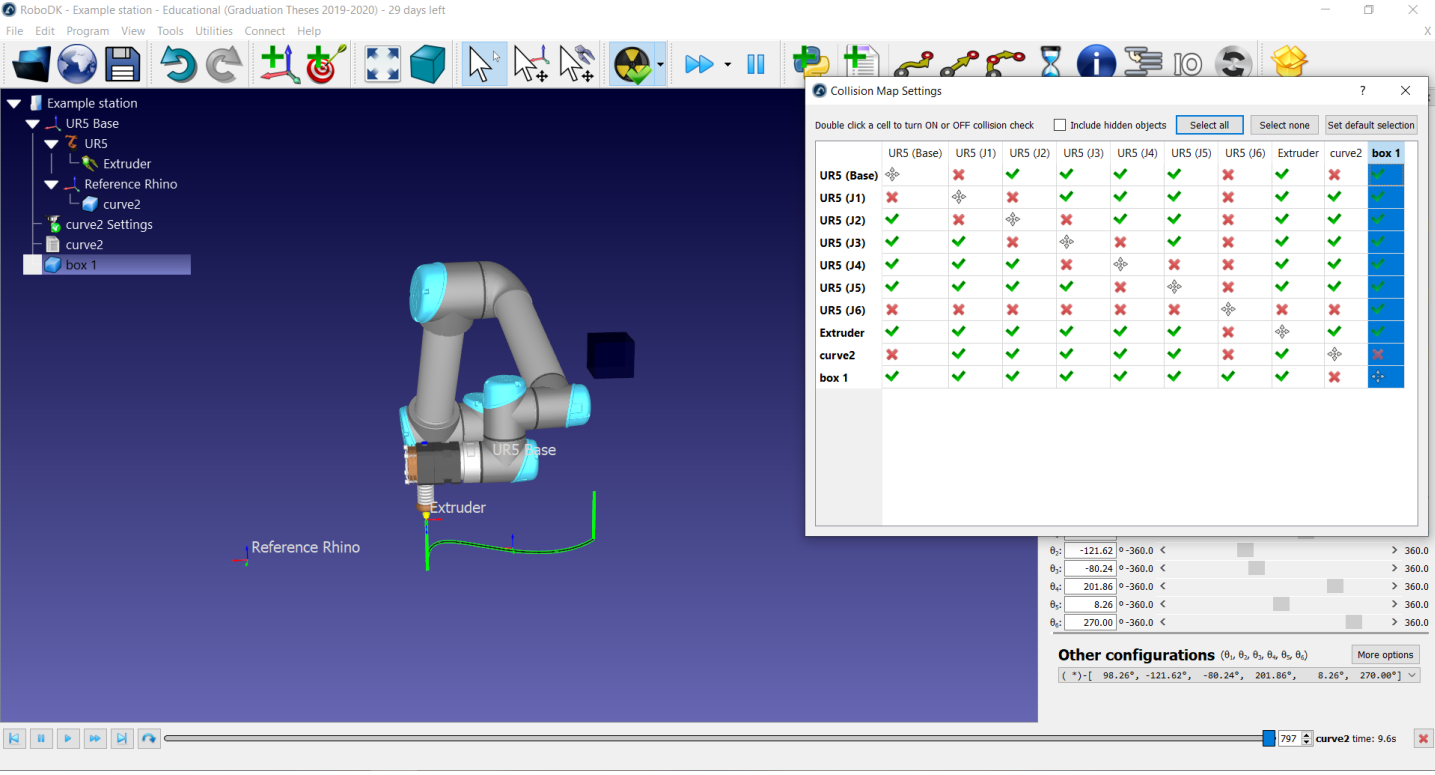 RoboDK - Example station - Educational (Graduation Theses 2019-2020) - 29 days left
File Edit Program View Tools Utilities Connect Help
Example station
UR5 Base
UR5
Extruder
Reference Rhino
curve2
curve2 Settings
curve2
box 1
UR5 Base
Extruder
Reference Rhino
Collision Map Settings
Double click a cell to turn ON or OFF collision check Include hidden objects Select all Select none Set default selection
UR5 (Base) UR5 (J1) UR5 (J2) UR5 (J3) UR5 (J4) UR5 (J5) UR5 (J6) Extruder curve2 box 1
UR5 (Base)
UR5 (J1)
UR5 (J2)
UR5 (J3)
UR5 (J4)
UR5 (J5)
UR5 (J6)
Extruder
curve2
box 1
θ₂: -121.62 º -360.0 < > 360.0
θ₃: -80.24 º -360.0 < > 360.0
θ₄: 201.86 º -360.0 < > 360.0
θ₅: 8.26 º -360.0 < > 360.0
θ₆: 270.00 º -360.0 < > 360.0
Other configurations (θ₁, θ₂, θ₃, θ₄, θ₅, θ₆) More options
( *)-[ 98.26°, -121.62°, -80.24°, 201.86°, 8.26°, 270.00°]
797 curve2 time: 9.6s